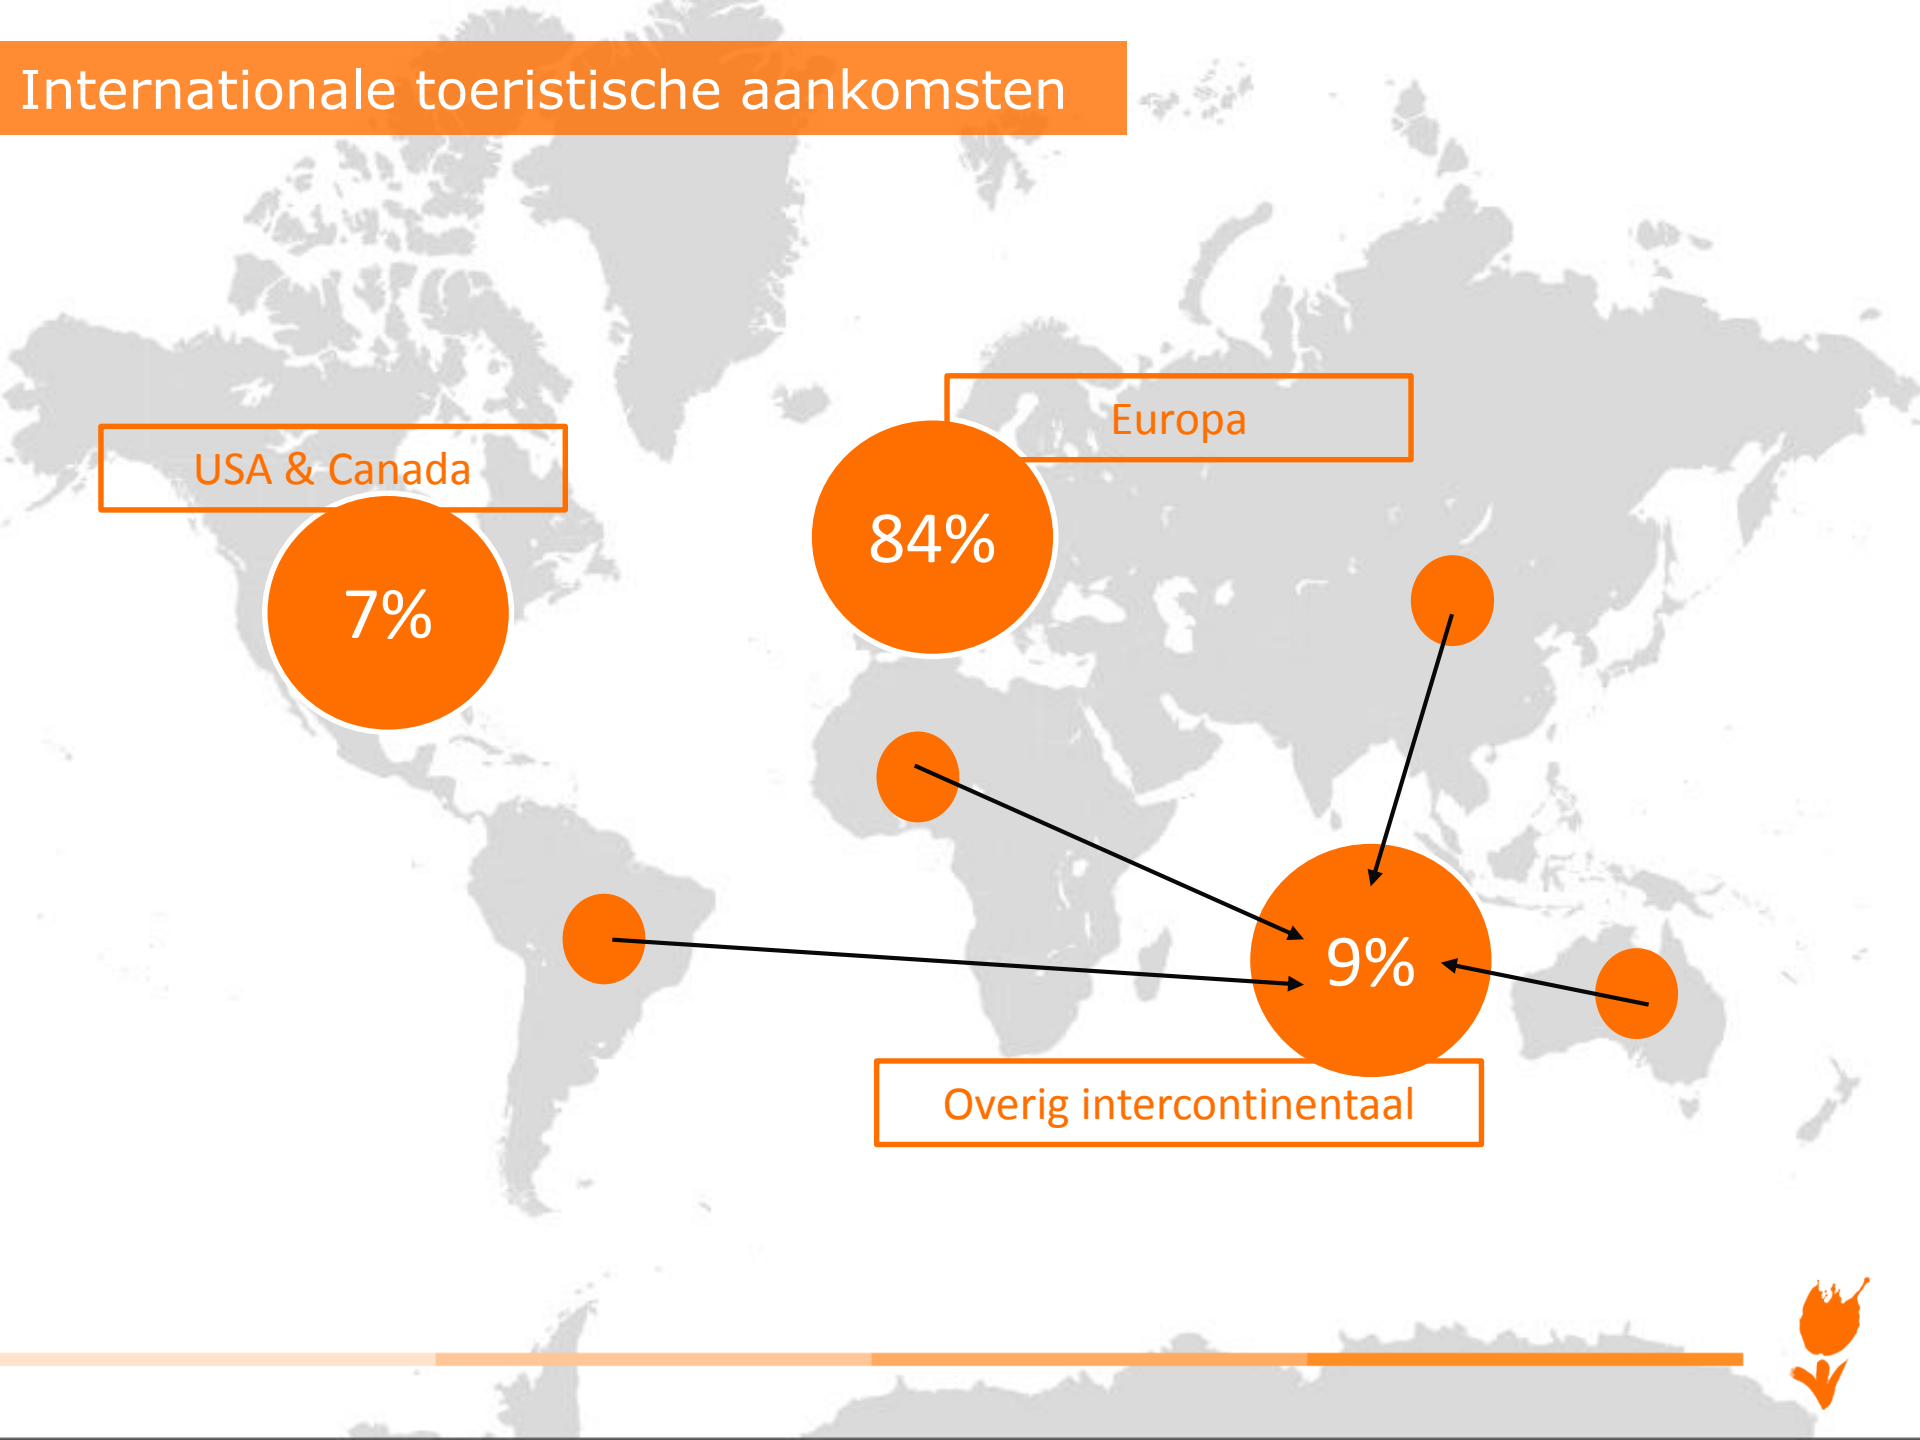 Internationale toeristische aankomsten
Europa
USA & Canada
84%
7%
9%
Overig intercontinentaal